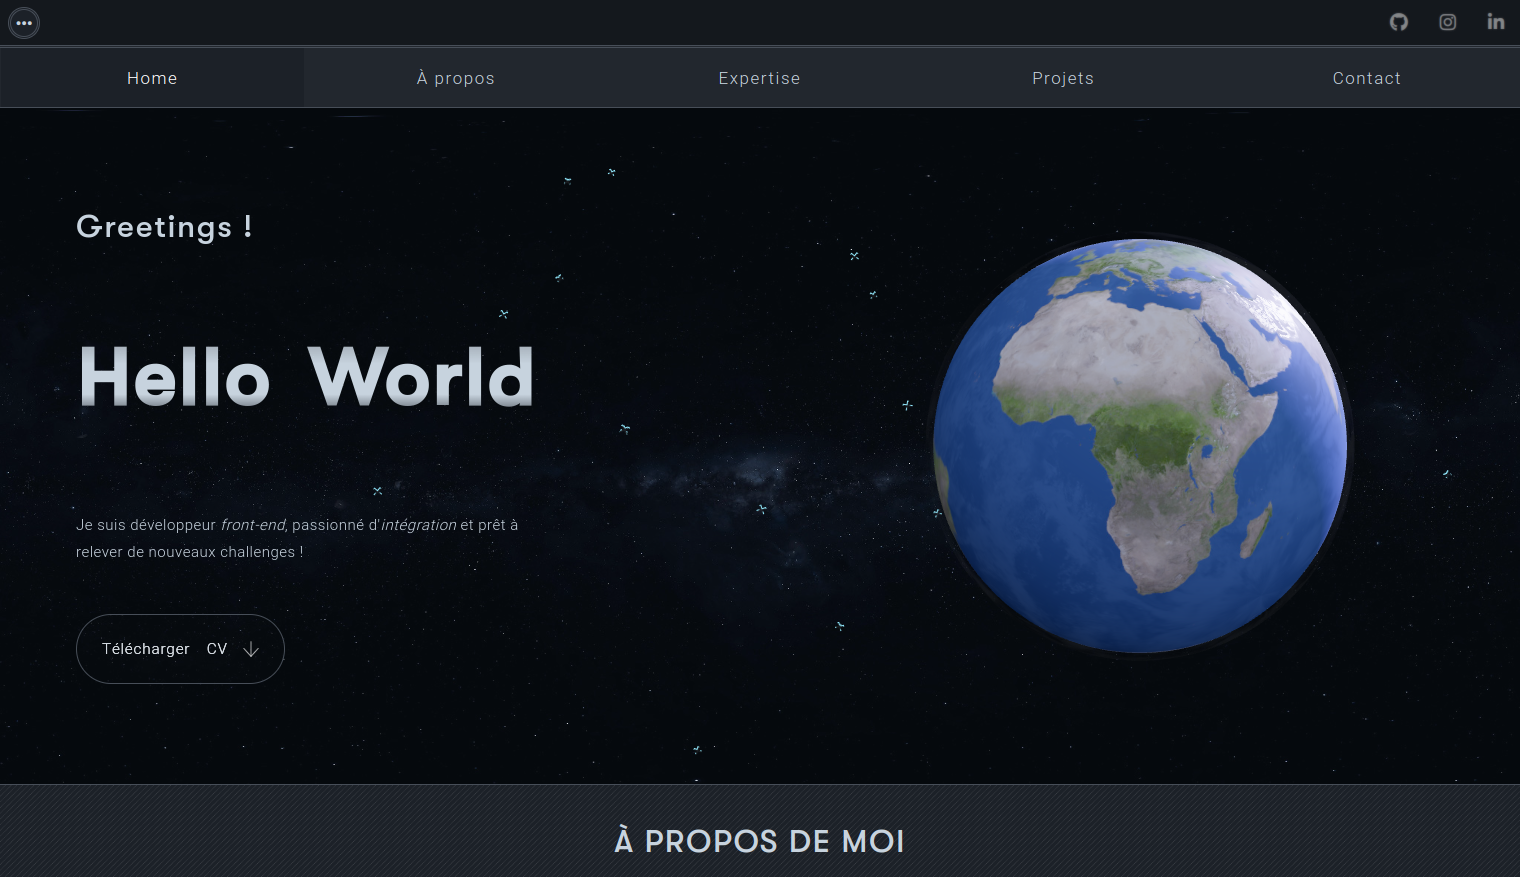 Home
À propos
Expertise
Projets
Contact
Greetings !
Hello World
Je suis développeur front-end, passionné d'intégration et prêt à
relever de nouveaux challenges !
Télécharger CV
À PROPOS DE MOI